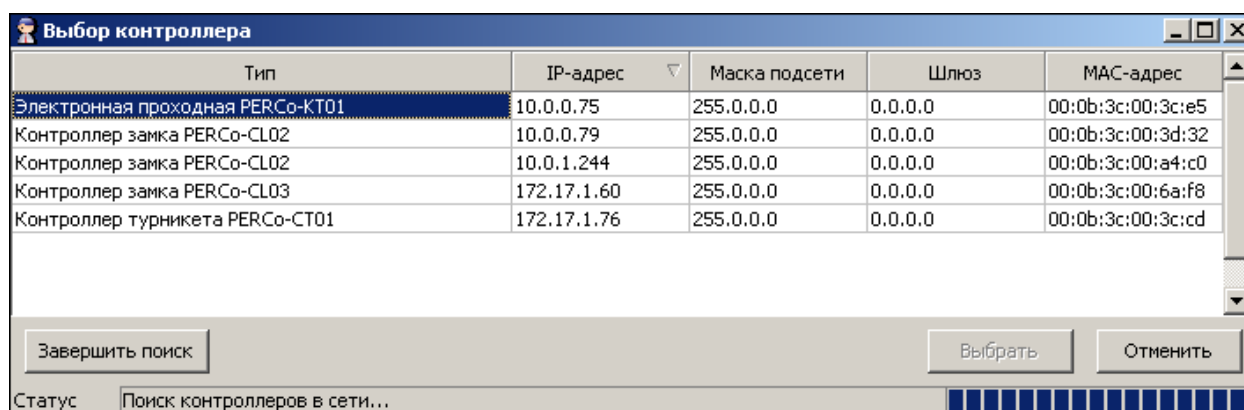 Выбор контроллера
Тип IP-адрес Маска подсети Шлюз MAC-адрес
Электронная проходная PERCo-KT01 10.0.0.75 255.0.0.0 0.0.0.0 00:0b:3c:00:3c:e5
Контроллер замка PERCo-CL02 10.0.0.79 255.0.0.0 0.0.0.0 00:0b:3c:00:3d:32
Контроллер замка PERCo-CL02 10.0.1.244 255.0.0.0 0.0.0.0 00:0b:3c:00:a4:c0
Контроллер замка PERCo-CL03 172.17.1.60 255.0.0.0 0.0.0.0 00:0b:3c:00:6a:f8
Контроллер турникета PERCo-CT01 172.17.1.76 255.0.0.0 0.0.0.0 00:0b:3c:00:3c:cd
Завершить поиск Выбрать Отменить
Статус Поиск контроллеров в сети...